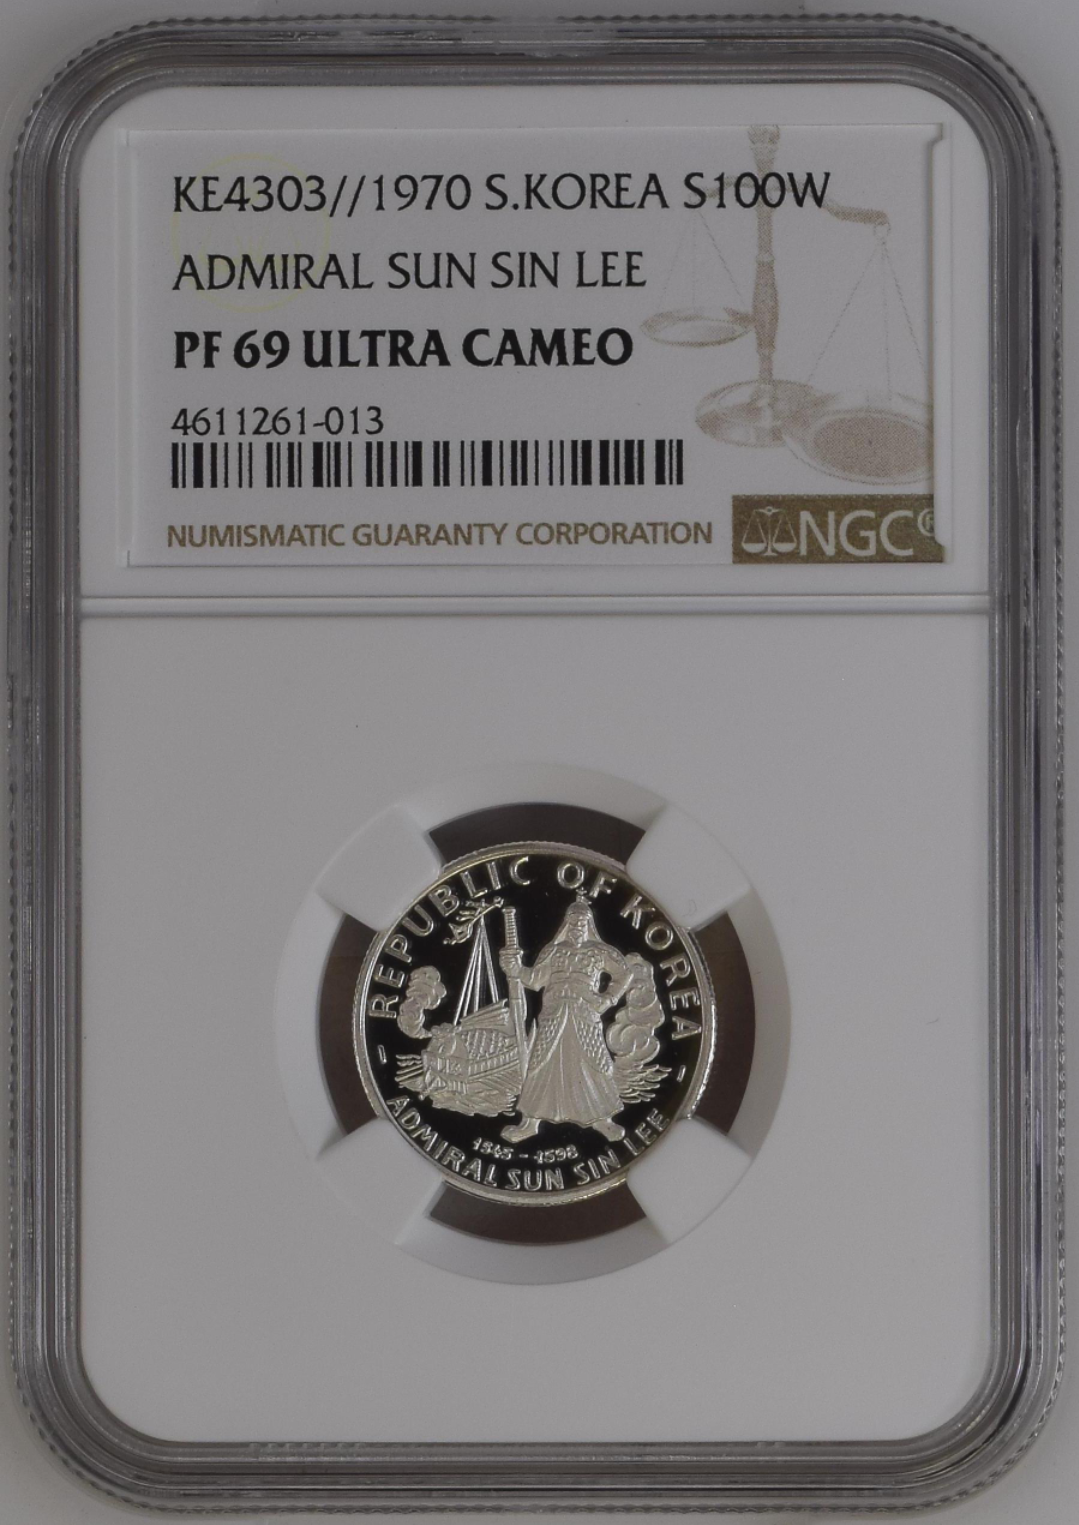 KE4303//1970 S.KOREA S100W
ADMIRAL SUN SIN LEE
PF 69 ULTRA CAMEO
4611261-013
NUMISMATIC GUARANTY CORPORATION
NGC®
REPUBLIC OF KOREA
1545 - 1598
ADMIRAL SUN SIN LEE